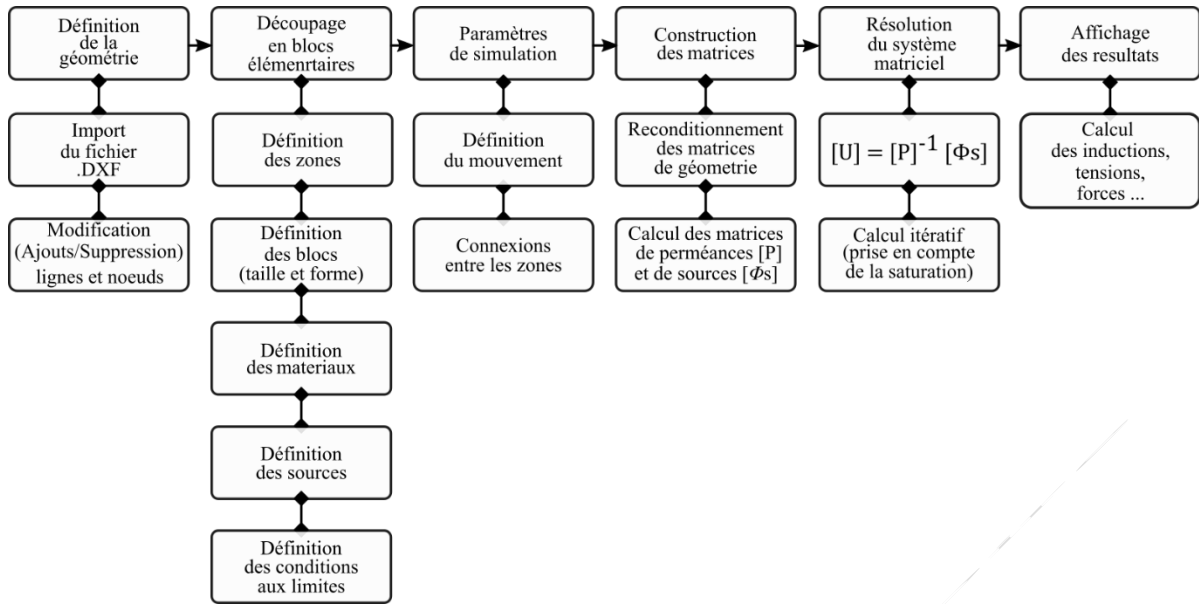 Définition
de la
géométrie
Import
du fichier
.DXF
Modification
(Ajouts/Suppression)
lignes et noeuds
Découpage
en blocs
élémenrtaires
Définition
des zones
Définition
des blocs
(taille et forme)
Définition
des materiaux
Définition
des sources
Définition
des conditions
aux limites
Paramètres
de simulation
Définition
du mouvement
Connexions
entre les zones
Construction
des matrices
Reconditionnement
des matrices
de géometrie
Calcul des matrices
de perméances [P]
et de sources [Φs]
Résolution
du système
matriciel
[U] = [P]⁻¹ [Φs]
Calcul itératif
(prise en compte
de la saturation)
Affichage
des resultats
Calcul
des inductions,
tensions,
forces ...